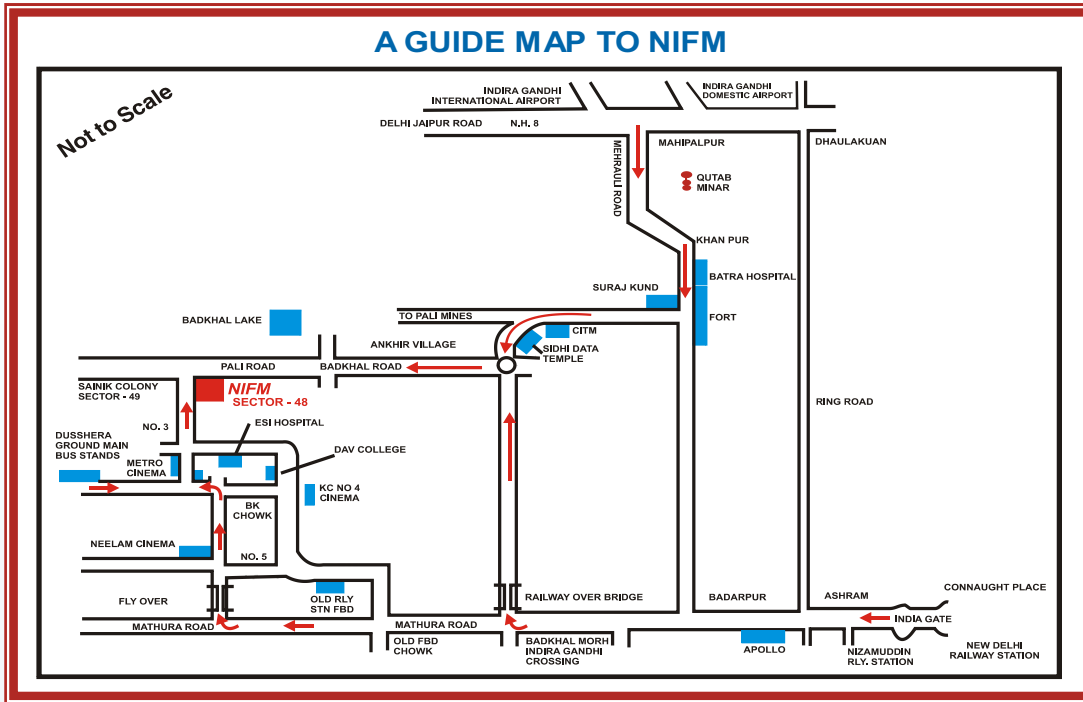 A GUIDE MAP TO NIFM
Not to Scale
INDIRA GANDHI
INTERNATIONAL AIRPORT
INDIRA GANDHI
DOMESTIC AIRPORT
DELHI JAIPUR ROAD N.H. 8
MAHIPALPUR
DHAULAKUAN
MEHRAULI ROAD
QUTAB
MINAR
KHAN PUR
BATRA HOSPITAL
SURAJ KUND
FORT
BADKHAL LAKE
TO PALI MINES
CITM
ANKHIR VILLAGE
SIDHI DATA
TEMPLE
PALI ROAD
BADKHAL ROAD
SAINIK COLONY
SECTOR - 49
NIFM
SECTOR - 48
RING ROAD
NO. 3
ESI HOSPITAL
DUSSHERA
GROUND MAIN
BUS STANDS
DAV COLLEGE
METRO
CINEMA
KC NO 4
CINEMA
BK
CHOWK
NEELAM CINEMA
NO. 5
FLY OVER
OLD RLY
STN FBD
RAILWAY OVER BRIDGE
BADARPUR
ASHRAM
CONNAUGHT PLACE
MATHURA ROAD
MATHURA ROAD
INDIA GATE
OLD FBD
CHOWK
BADKHAL MORH
INDIRA GANDHI
CROSSING
APOLLO
NIZAMUDDIN
RLY. STATION
NEW DELHI
RAILWAY STATION